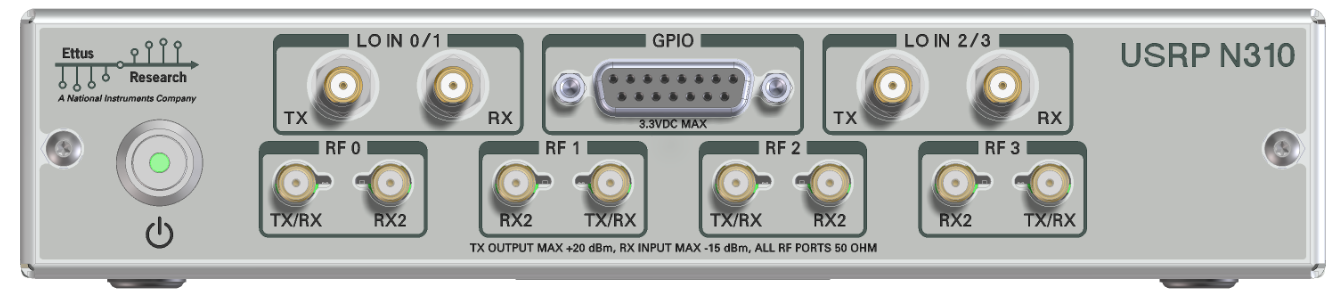 Ettus
Research
A National Instruments Company
LO IN 0/1
TX
RX
GPIO
3.3VDC MAX
LO IN 2/3
TX
RX
USRP N310
RF 0
TX/RX
RX2
RF 1
RX2
TX/RX
RF 2
TX/RX
RX2
RF 3
RX2
TX/RX
TX OUTPUT MAX +20 dBm, RX INPUT MAX -15 dBm, ALL RF PORTS 50 OHM